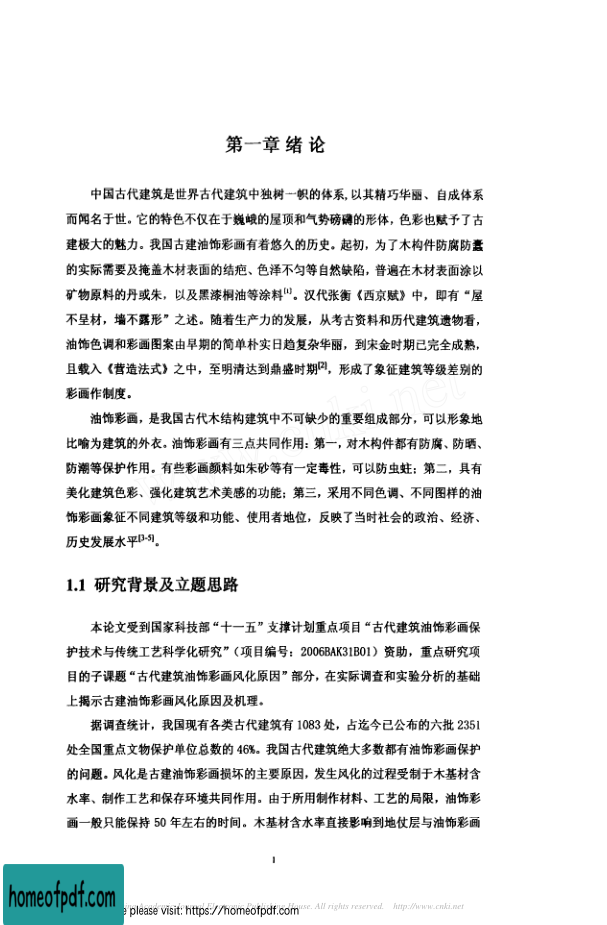 第一章 绪 论
中国古代建筑是世界古代建筑中独树一帜的体系,以其精巧华丽、自成体系
而闻名于世。它的特色不仅在于巍峨的屋顶和气势磅礴的形体，色彩也赋予了古
建极大的魅力。我国古建油饰彩画有着悠久的历史。起初，为了木构件防腐防蠹
的实际需要及掩盖木材表面的结疤、色泽不匀等自然缺陷，普遍在木材表面涂以
矿物原料的丹或朱，以及黑漆桐油等涂料[1]。汉代张衡《西京赋》中，即有“屋
不呈材，墙不露形”之述。随着生产力的发展，从考古资料和历代建筑遗物看，
油饰色调和彩画图案由早期的简单朴实日趋复杂华丽，到宋金时期已完全成熟，
且载入《营造法式》之中，至明清达到鼎盛时期[2]，形成了象征建筑等级差别的
彩画作制度。
油饰彩画，是我国古代木结构建筑中不可缺少的重要组成部分，可以形象地
比喻为建筑的外衣。油饰彩画有三点共同作用：第一，对木构件都有防腐、防晒、
防潮等保护作用。有些彩画颜料如朱砂等有一定毒性，可以防虫蛀；第二，具有
美化建筑色彩、强化建筑艺术美感的功能；第三，采用不同色调、不同图样的油
饰彩画象征不同建筑等级和功能、使用者地位，反映了当时社会的政治、经济、
历史发展水平[3-5]。
1.1 研究背景及立题思路
本论文受到国家科技部“十一五”支撑计划重点项目“古代建筑油饰彩画保
护技术与传统工艺科学化研究”（项目编号：2006BAK31B01）资助，重点研究项
目的子课题“古代建筑油饰彩画风化原因”部分，在实际调查和实验分析的基础
上揭示古建油饰彩画风化原因及机理。
据调查统计，我国现有各类古代建筑有 1083 处，占迄今已公布的六批 2351
处全国重点文物保护单位总数的 46%。我国古代建筑绝大多数都有油饰彩画保护
的问题。风化是古建油饰彩画损坏的主要原因，发生风化的过程受制于木基材含
水率、制作工艺和保存环境共同作用。由于所用制作材料、工艺的局限，油饰彩
画一般只能保持 50 年左右的时间。木基材含水率直接影响到地仗层与油饰彩画
1
homeofpdf.com
Academic Journal Electronic Publishing House. All rights reserved. http://www.cnki.net
please visit: https://homeofpdf.com